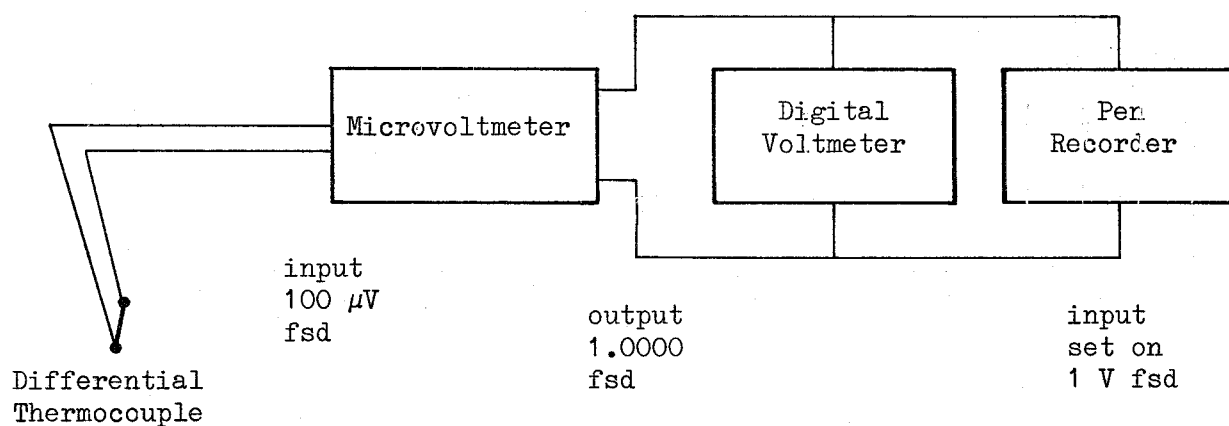 Microvoltmeter
Digital
Voltmeter
Pen
Recorder
input
100 μV
fsd
output
1.0000
fsd
input
set on
1 V fsd
Differential
Thermocouple